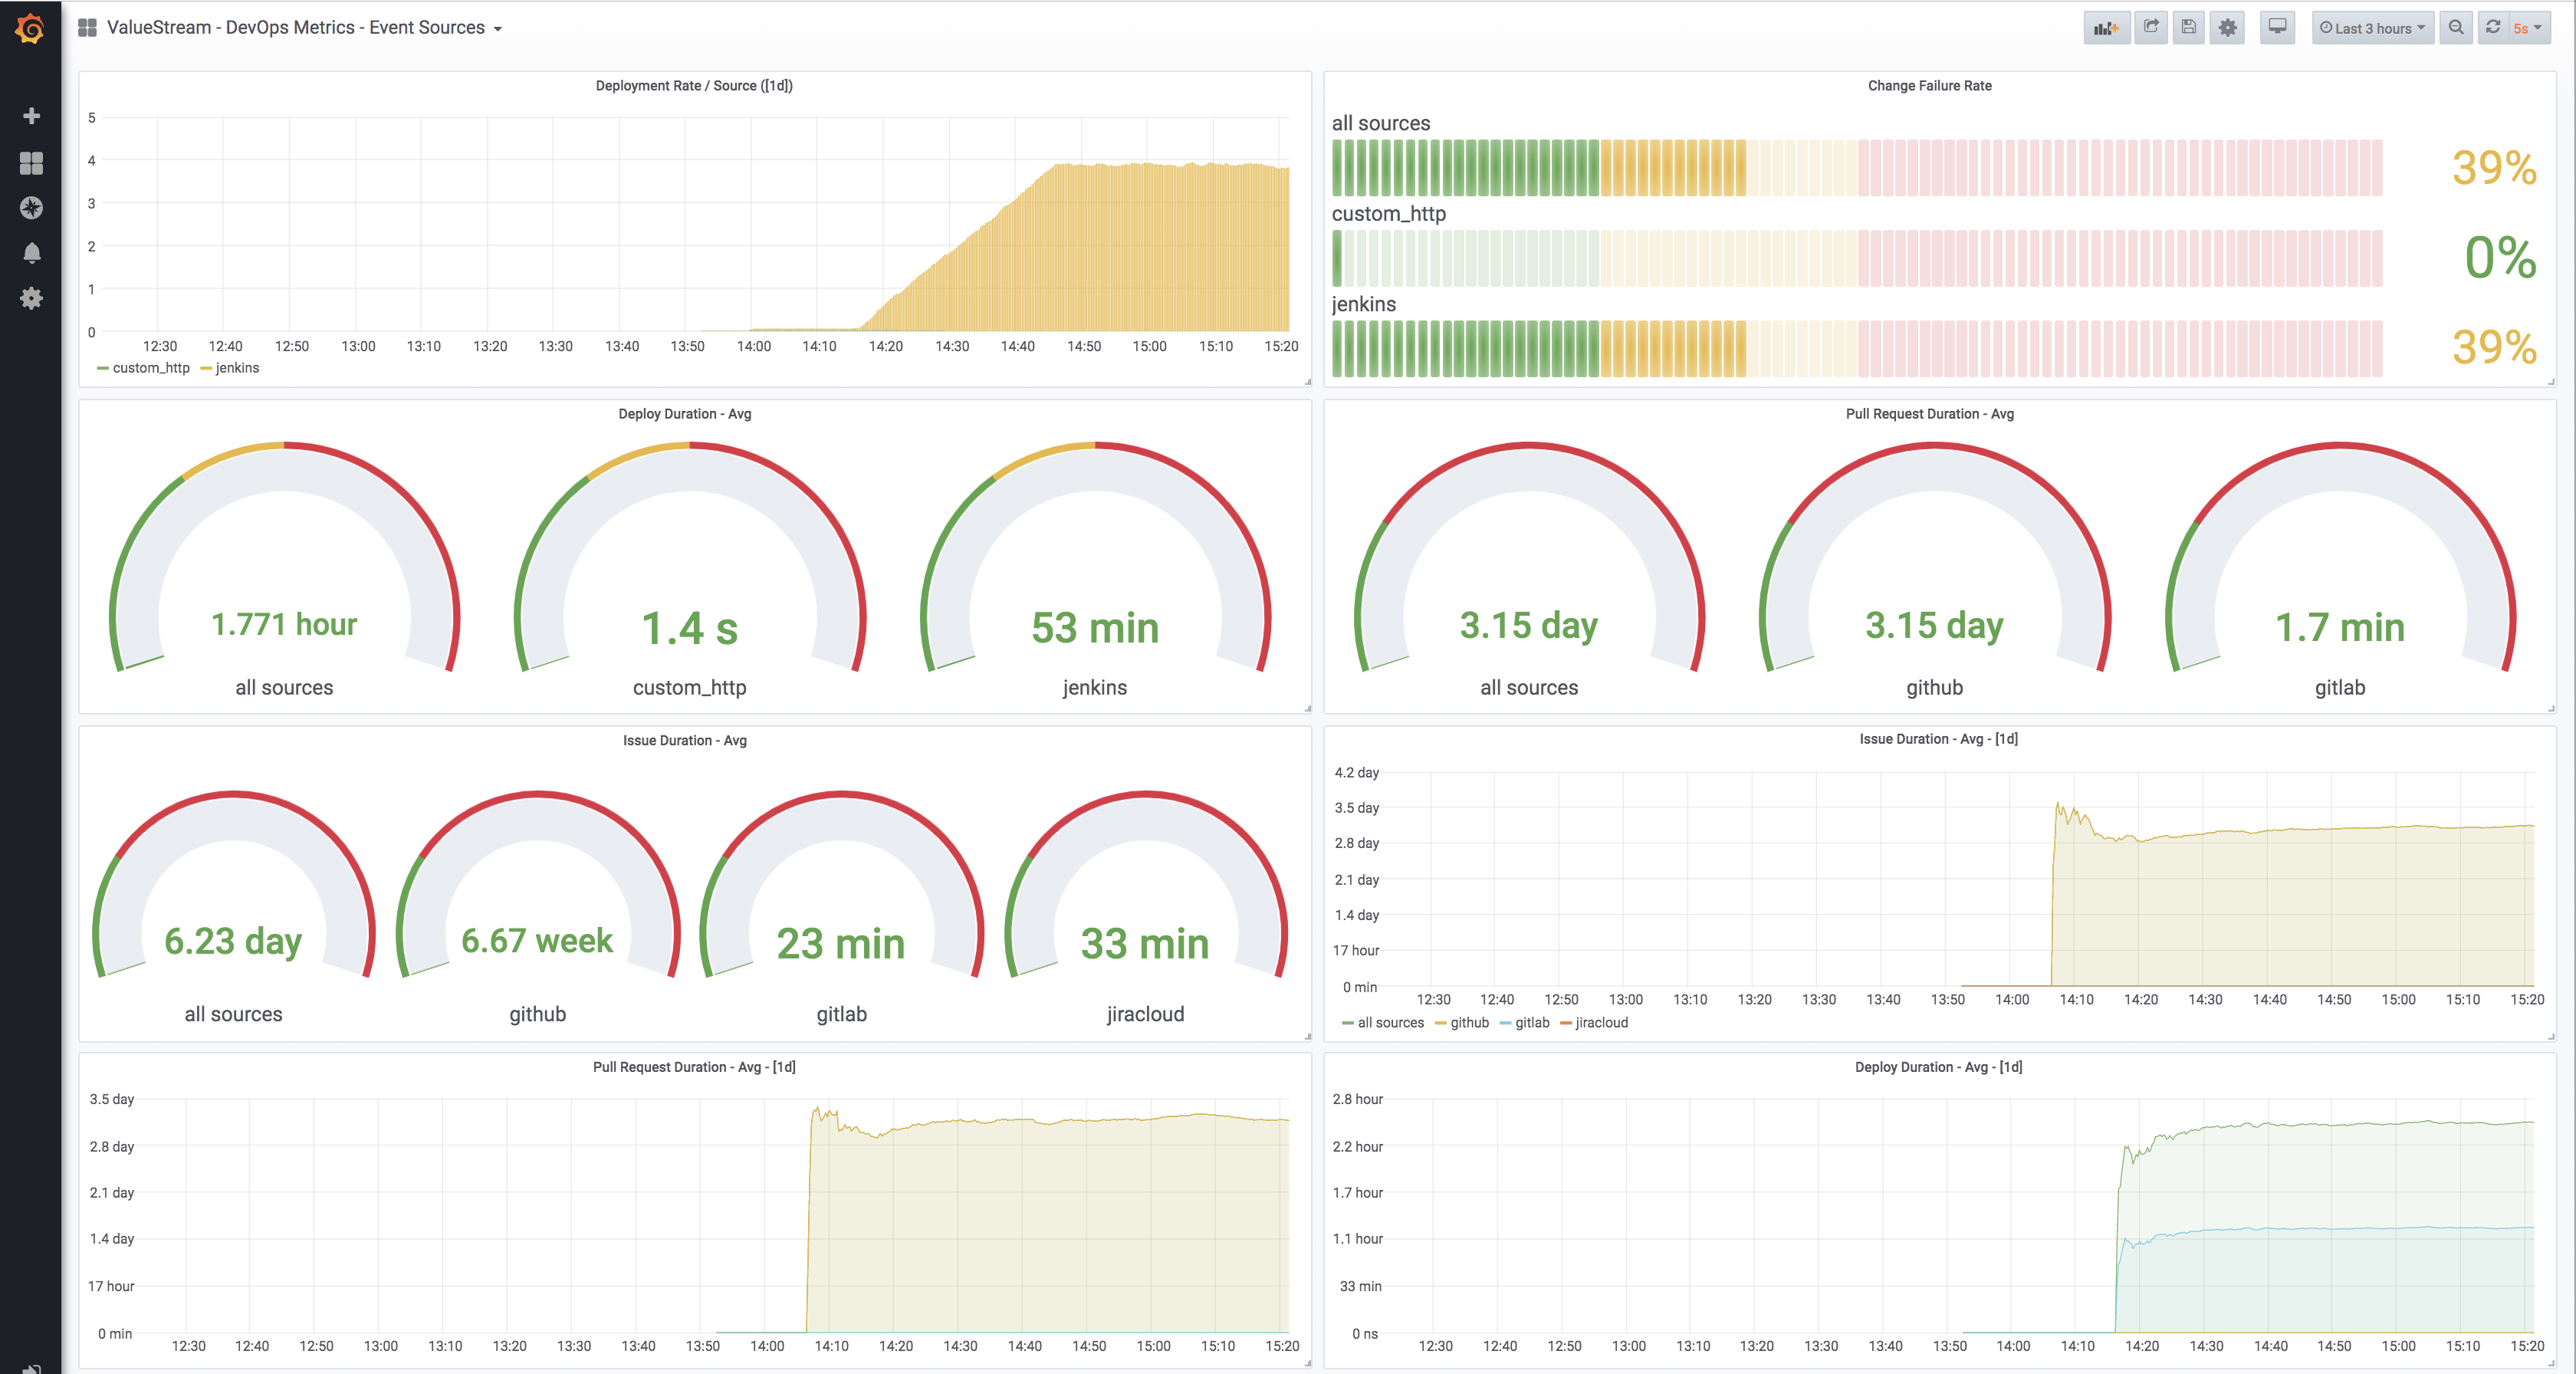 ValueStream - DevOps Metrics - Event Sources
Last 3 hours
5s
Deployment Rate / Source ([1d])
5
4
3
2
1
0
12:30 12:40 12:50 13:00 13:10 13:20 13:30 13:40 13:50 14:00 14:10 14:20 14:30 14:40 14:50 15:00 15:10 15:20
custom_http jenkins
Change Failure Rate
all sources
39%
custom_http
0%
jenkins
39%
Deploy Duration - Avg
1.771 hour
all sources
1.4 s
custom_http
53 min
jenkins
Pull Request Duration - Avg
3.15 day
all sources
3.15 day
github
1.7 min
gitlab
Issue Duration - Avg
6.23 day
all sources
6.67 week
github
23 min
gitlab
33 min
jiracloud
Issue Duration - Avg - [1d]
4.2 day
3.5 day
2.8 day
2.1 day
1.4 day
17 hour
0 min
12:30 12:40 12:50 13:00 13:10 13:20 13:30 13:40 13:50 14:00 14:10 14:20 14:30 14:40 14:50 15:00 15:10 15:20
all sources github gitlab jiracloud
Pull Request Duration - Avg - [1d]
3.5 day
2.8 day
2.1 day
1.4 day
17 hour
0 min
12:30 12:40 12:50 13:00 13:10 13:20 13:30 13:40 13:50 14:00 14:10 14:20 14:30 14:40 14:50 15:00 15:10 15:20
Deploy Duration - Avg - [1d]
2.8 hour
2.2 hour
1.7 hour
1.1 hour
33 min
0 ns
12:30 12:40 12:50 13:00 13:10 13:20 13:30 13:40 13:50 14:00 14:10 14:20 14:30 14:40 14:50 15:00 15:10 15:20